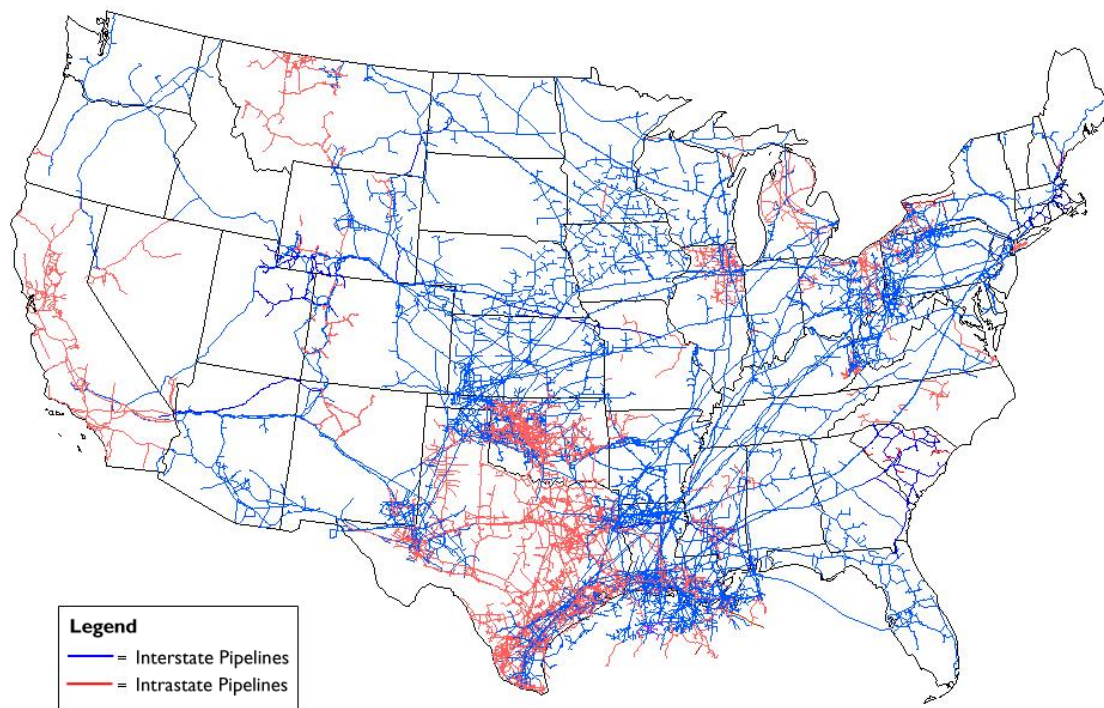 Legend
= Interstate Pipelines
= Intrastate Pipelines